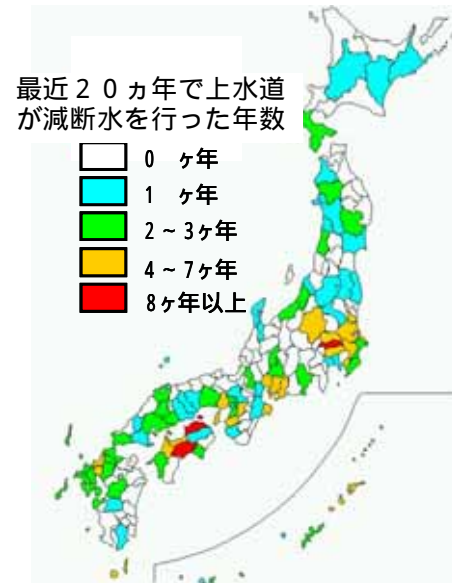 最近２０ヵ年で上水道
が減断水を行った年数
0 ヶ年
1 ヶ年
2～3ヶ年
4～7ヶ年
8ヶ年以上